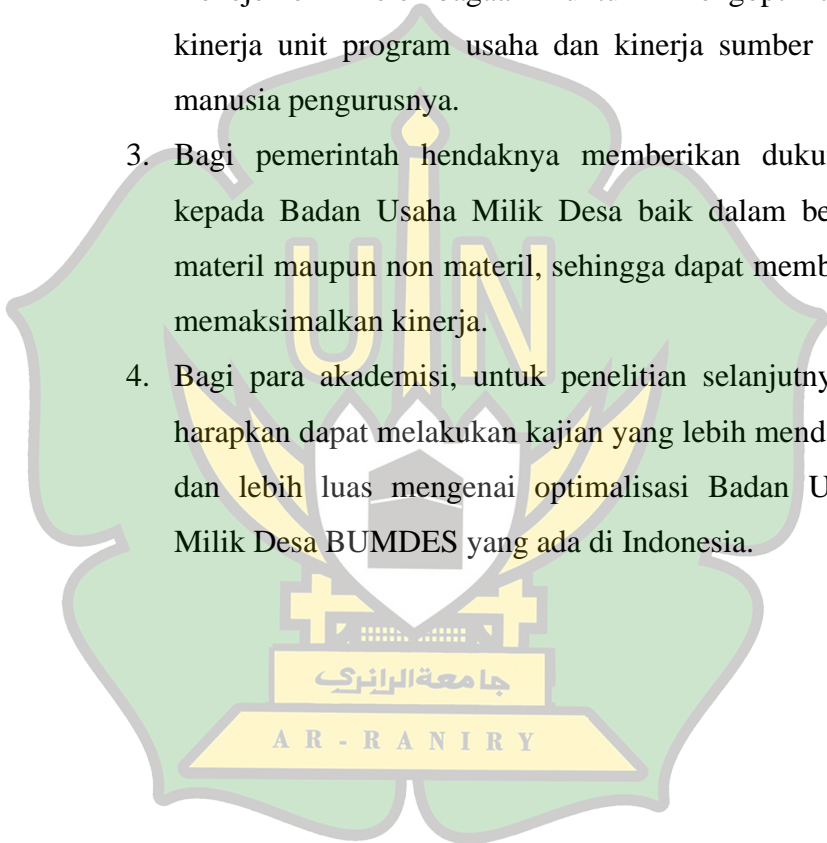 kinerja unit program usaha dan kinerja sumber
manusia pengurusnya.
3. Bagi pemerintah hendaknya memberikan duku
kepada Badan Usaha Milik Desa baik dalam be
materil maupun non materil, sehingga dapat memb
memaksimalkan kinerja.
4. Bagi para akademisi, untuk penelitian selanjutny
harapkan dapat melakukan kajian yang lebih mend
dan lebih luas mengenai optimalisasi Badan U
Milik Desa BUMDES yang ada di Indonesia.
UIN
جامعة الرانري
AR-RANIRY